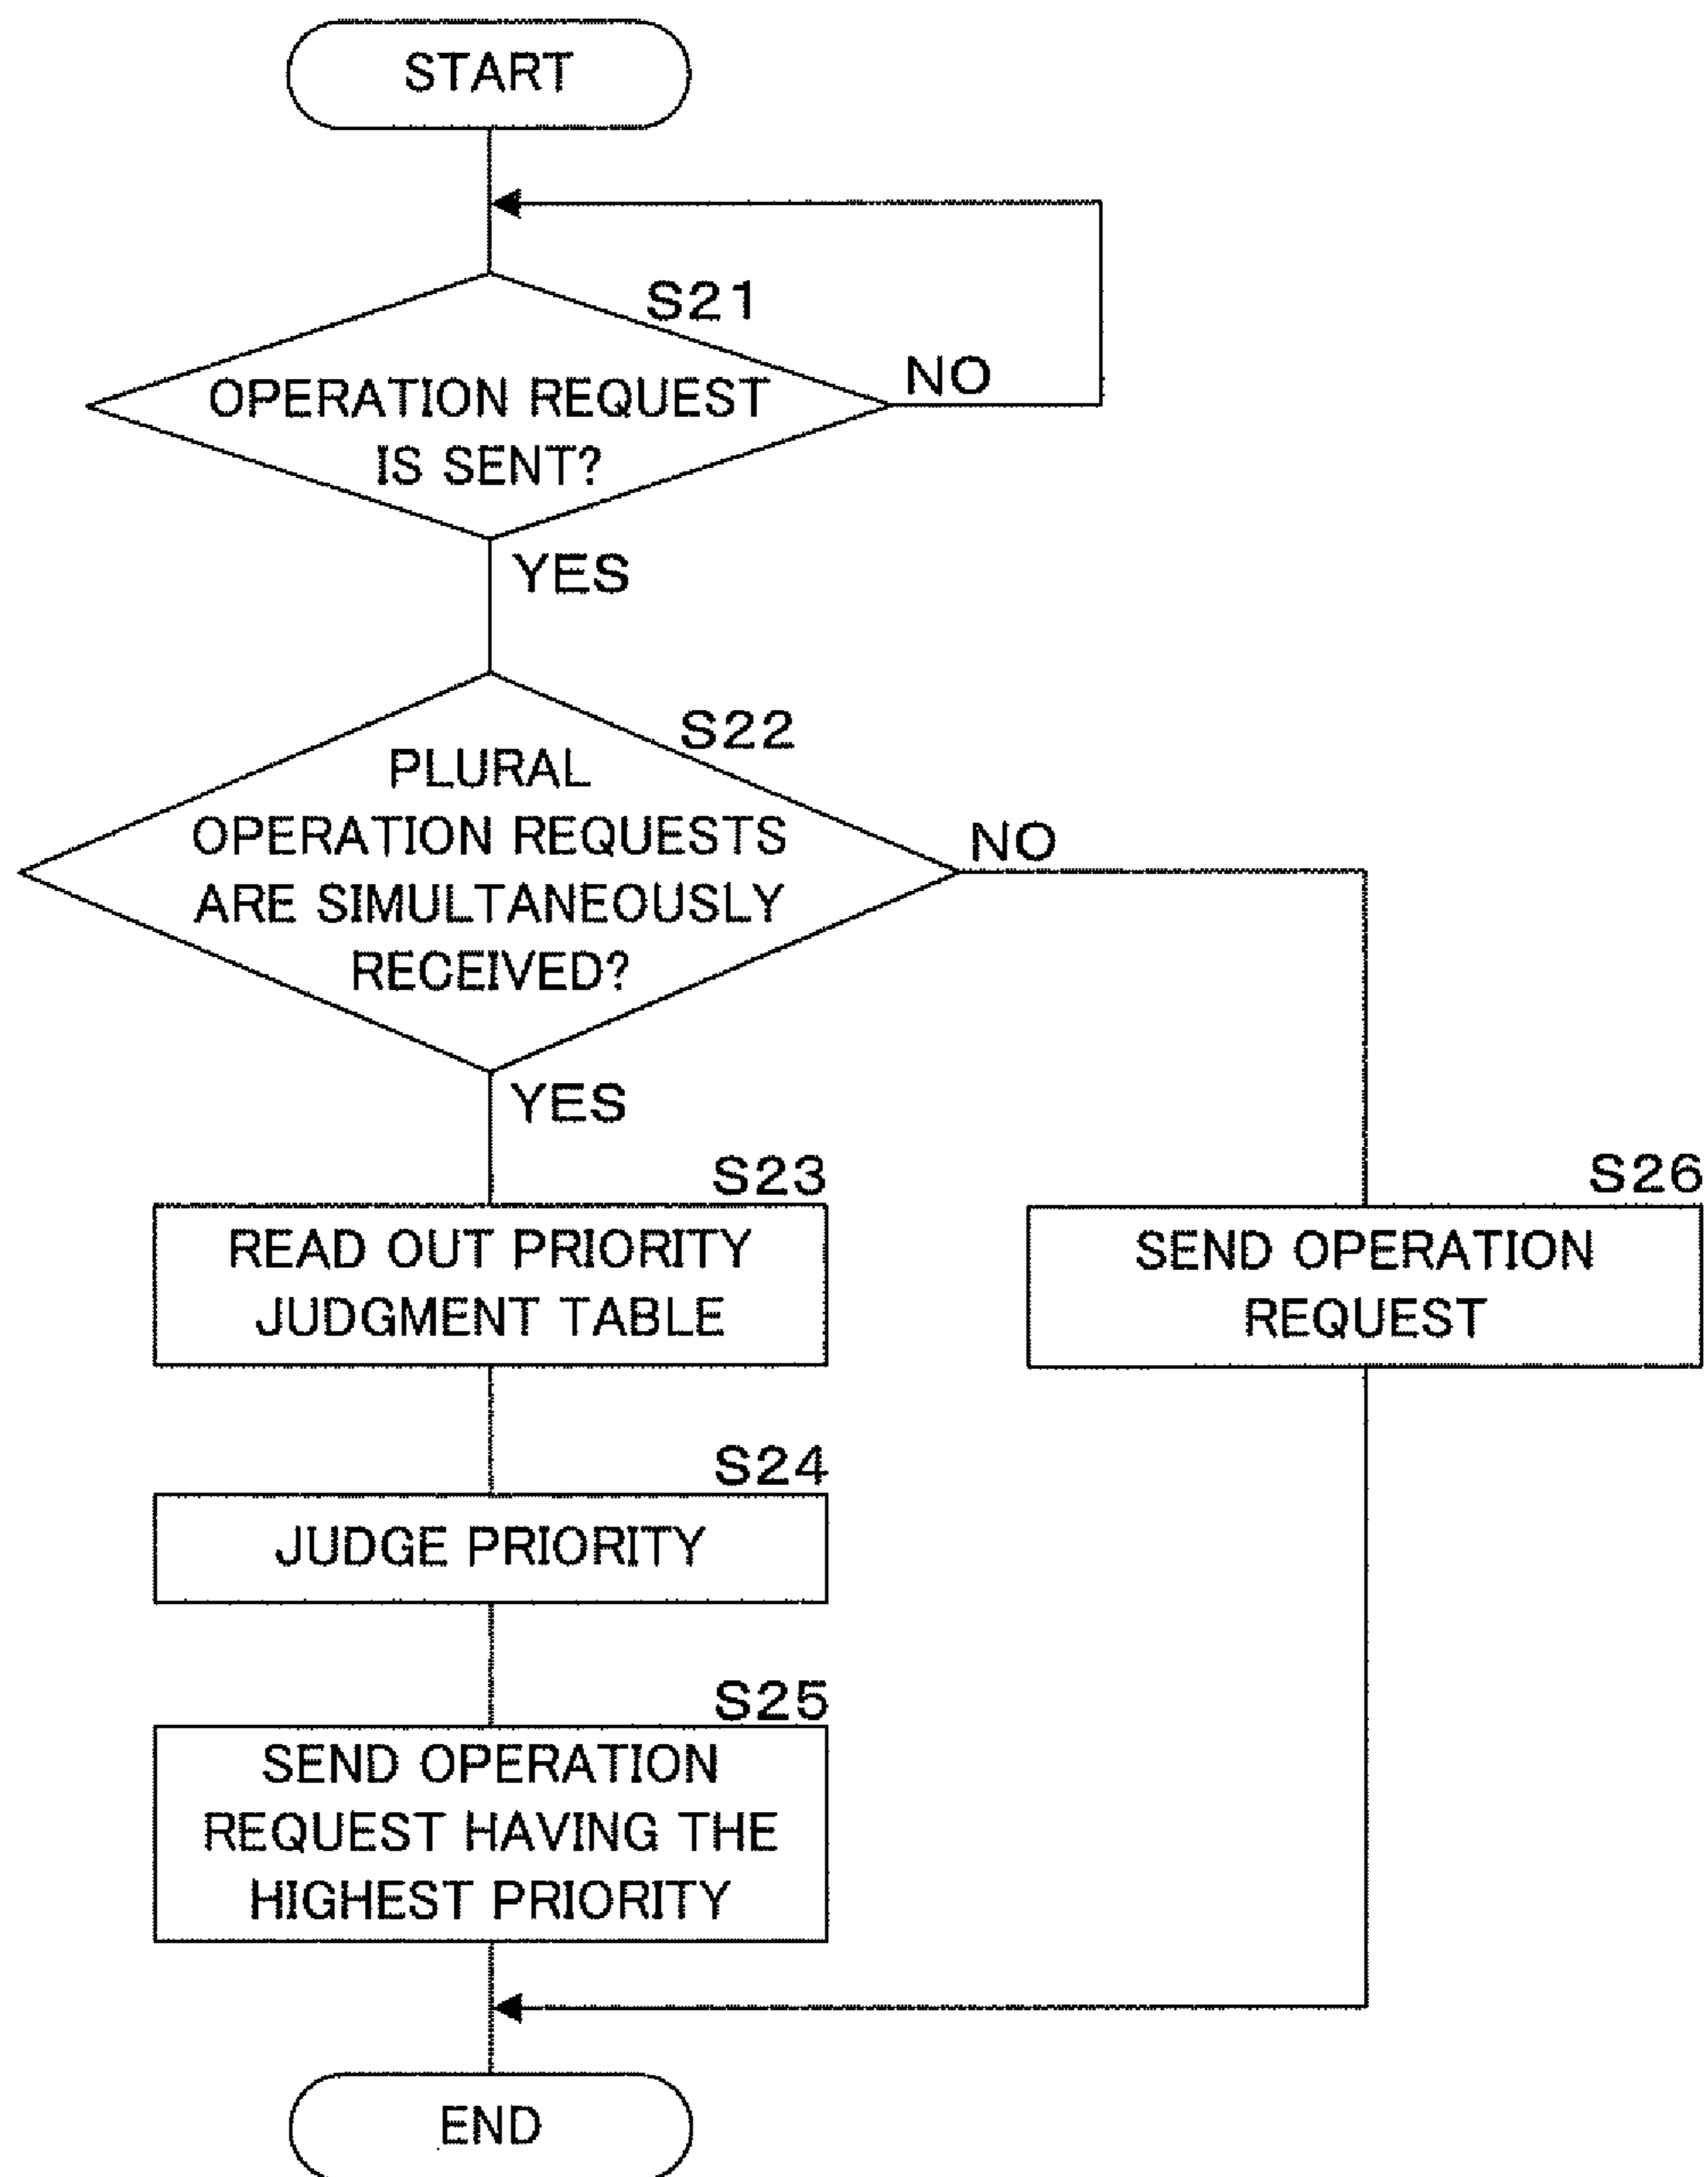 START
S21
OPERATION REQUEST
IS SENT?
NO
YES
S22
PLURAL
OPERATION REQUESTS
ARE SIMULTANEOUSLY
RECEIVED?
NO
YES
S23
READ OUT PRIORITY
JUDGMENT TABLE
S26
SEND OPERATION
REQUEST
S24
JUDGE PRIORITY
S25
SEND OPERATION
REQUEST HAVING THE
HIGHEST PRIORITY
END